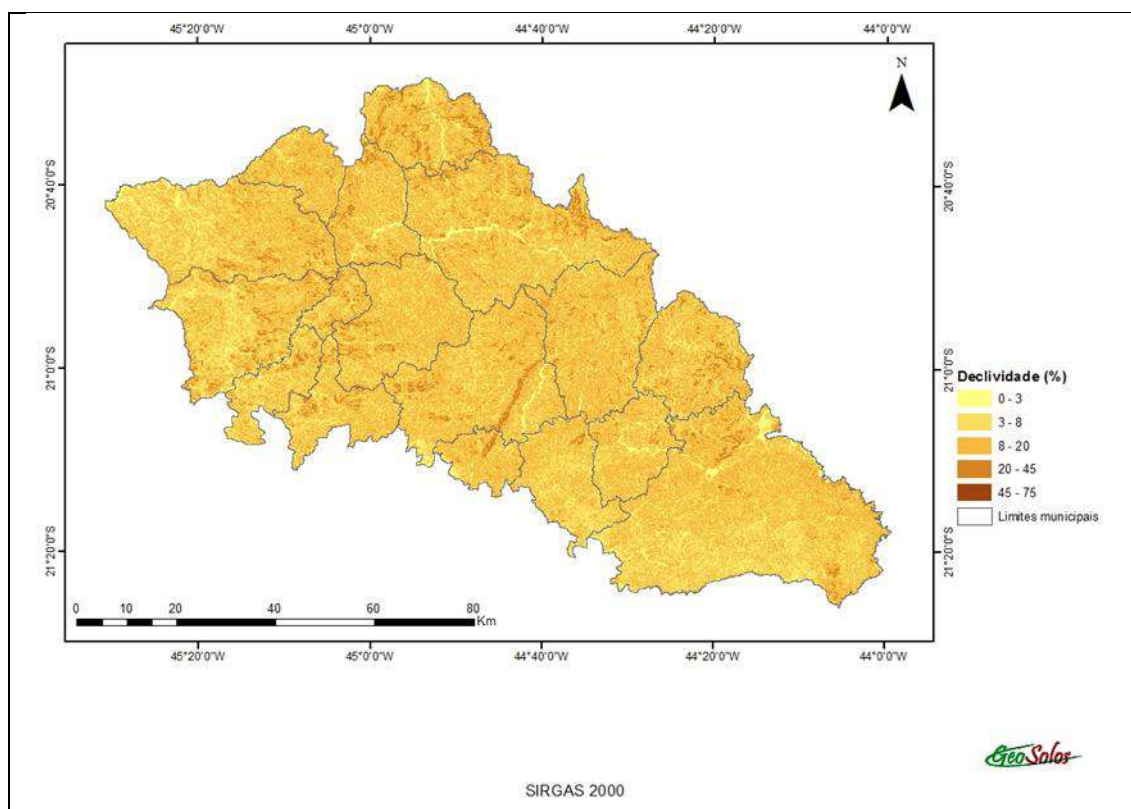 45°20'0"W 45°0'0"W 44°40'0"W 44°20'0"W 44°0'0"W
N
20°40'0"S 20°40'0"S
21°0'0"S 21°0'0"S
Declividade (%)
0 - 3
3 - 8
8 - 20
20 - 45
45 - 75
Limites municipais
21°20'0"S 21°20'0"S
0 10 20 40 60 80
Km
45°20'0"W 45°0'0"W 44°40'0"W 44°20'0"W 44°0'0"W
GeoSolos
SIRGAS 2000